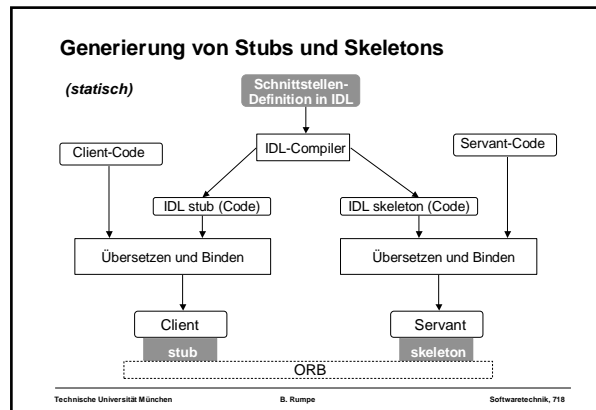 Generierung von Stubs und Skeletons
(statisch)
Schnittstellen-
Definition in IDL
Client-Code
IDL-Compiler
Servant-Code
IDL stub (Code)
IDL skeleton (Code)
Übersetzen und Binden
Übersetzen und Binden
Client
Servant
stub
skeleton
ORB
Technische Universität München
B. Rumpe
Softwaretechnik, 718